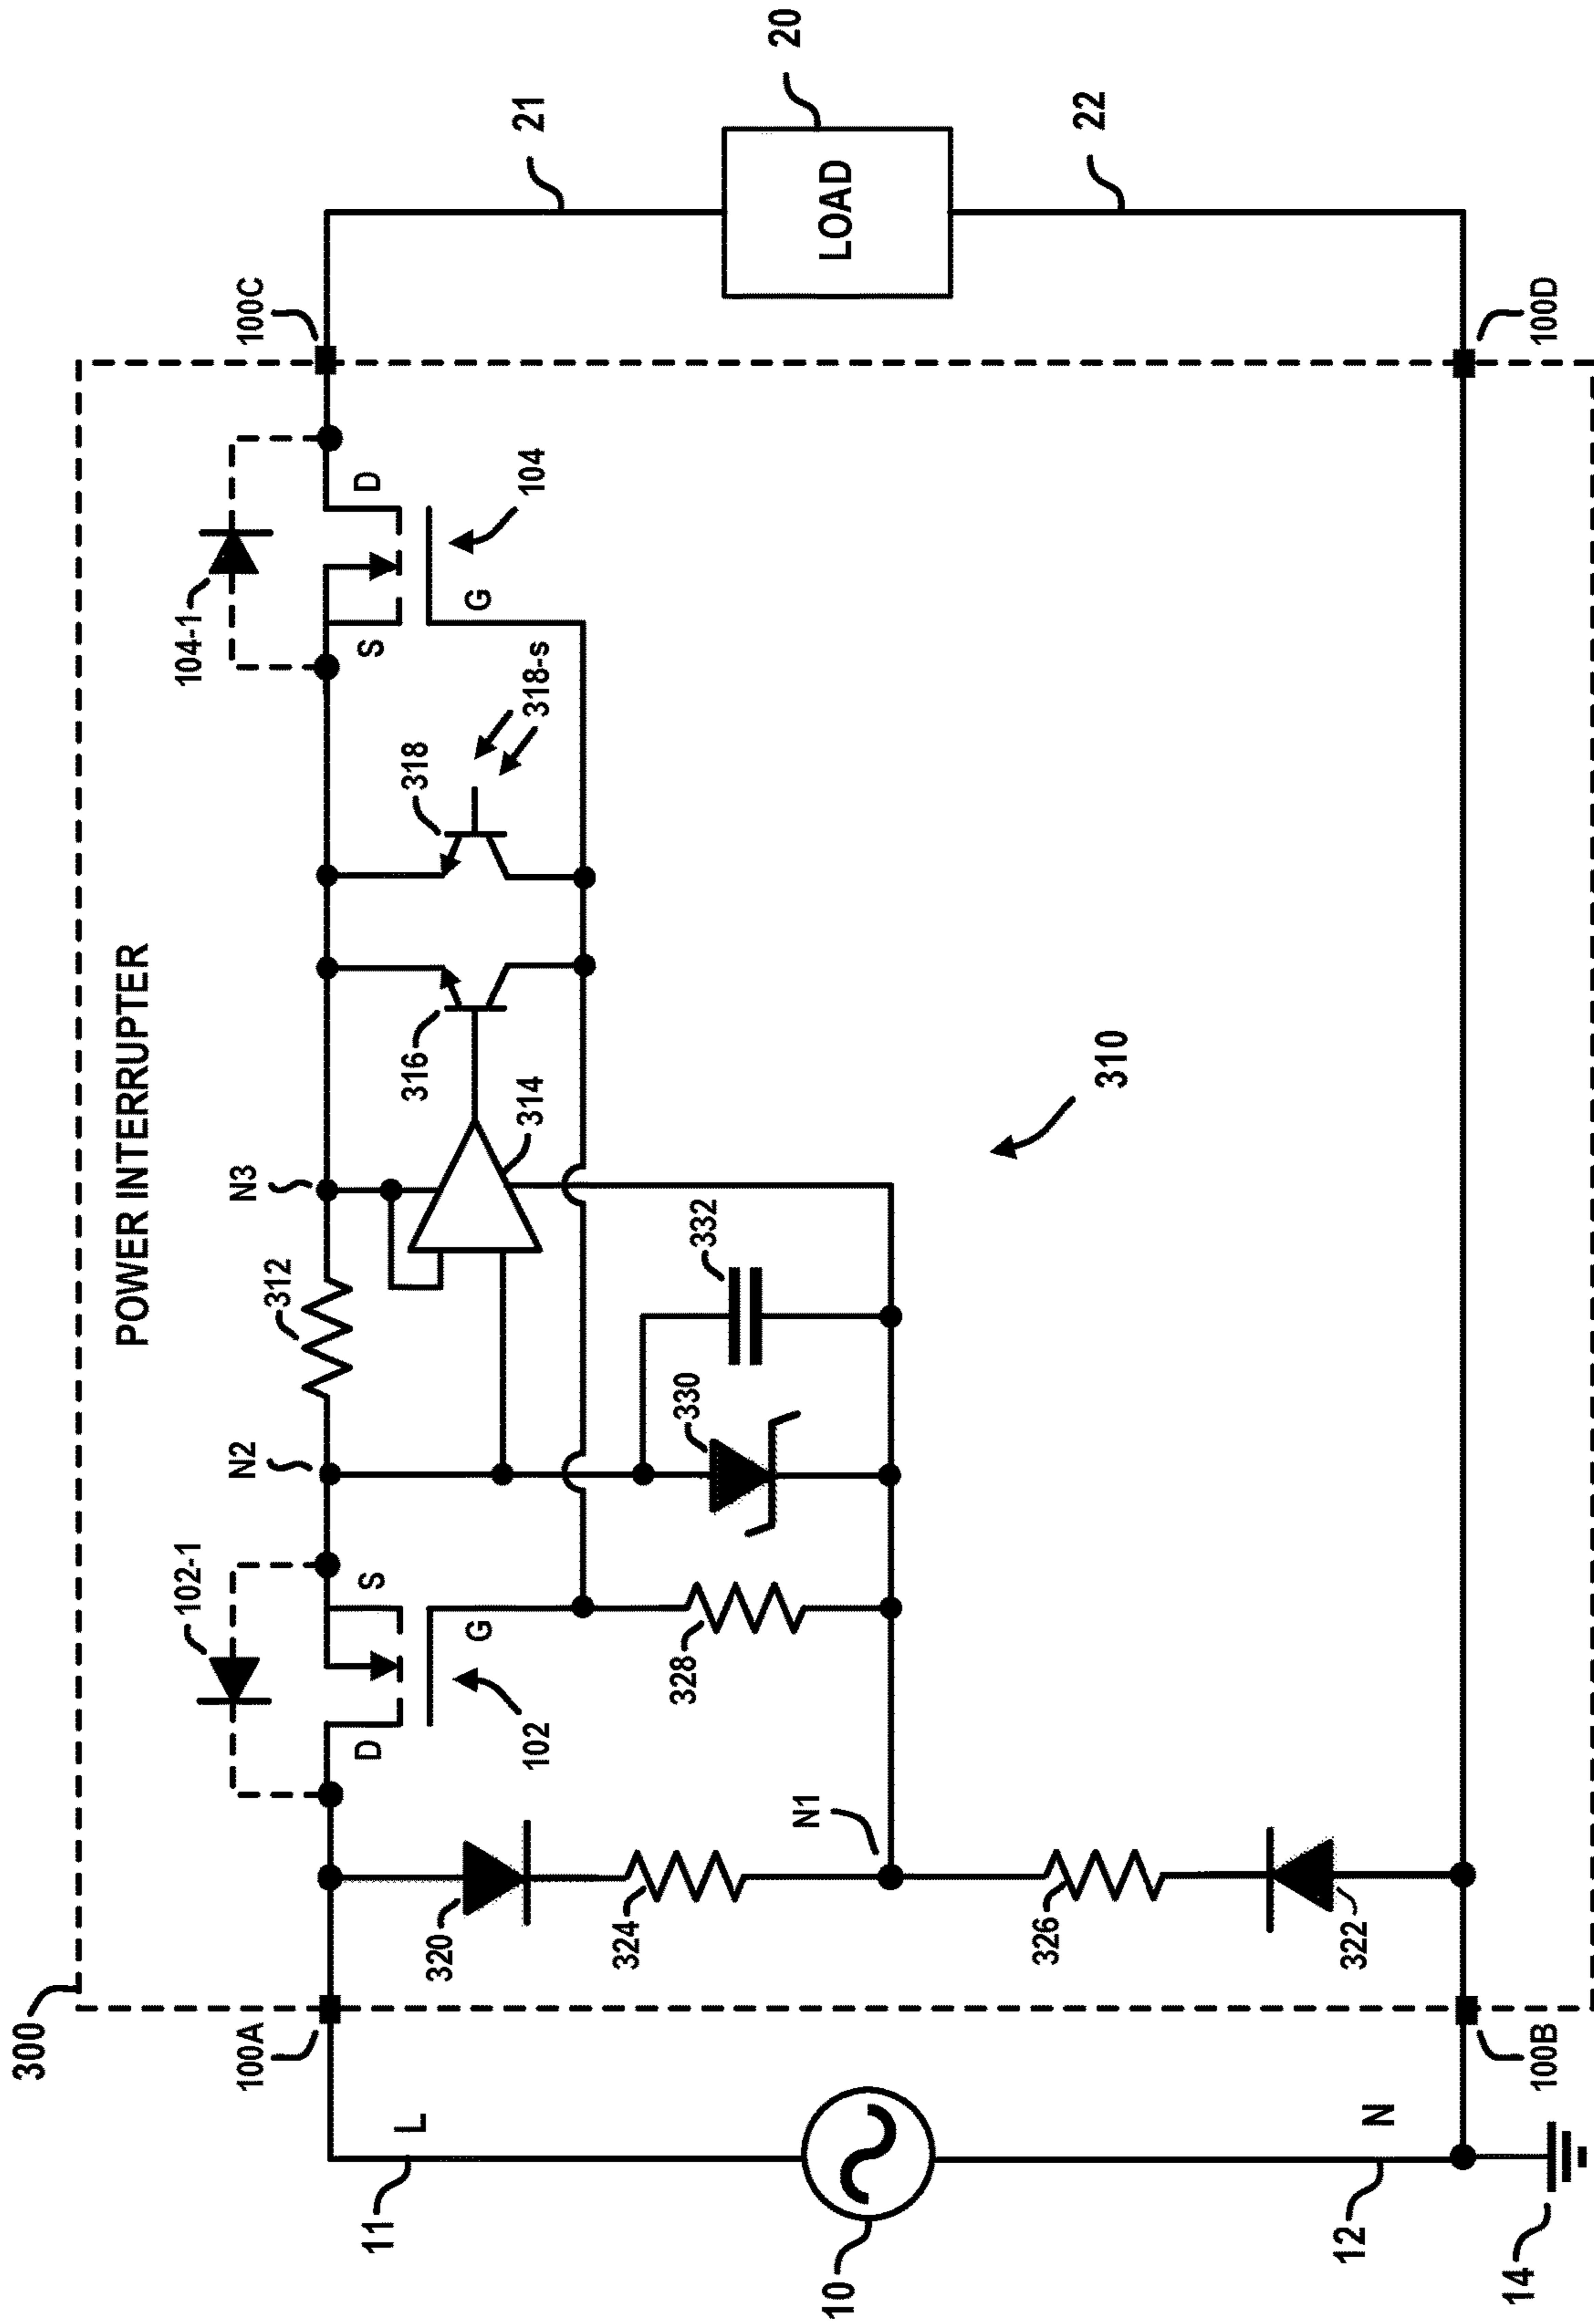 300
POWER INTERRUPTER
102-1
104-1
100A
N2
312
N3
100C
D
S
S
D
11
L
G
102
G
104
21
316
318
318-s
314
320
324
328
330
332
N1
310
10
LOAD
20
326
322
12
N
22
14
100B
100D